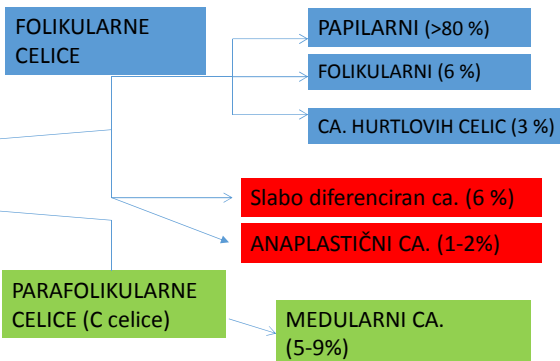 FOLIKULARNE
CELICE
PAPILARNI (>80 %)
FOLIKULARNI (6 %)
CA. HURTLOVIH CELIC (3 %)
Slabo diferenciran ca. (6 %)
ANAPLASTIČNI CA. (1-2%)
PARAFOLIKULARNE
CELICE (C celice)
MEDULARNI CA.
(5-9%)